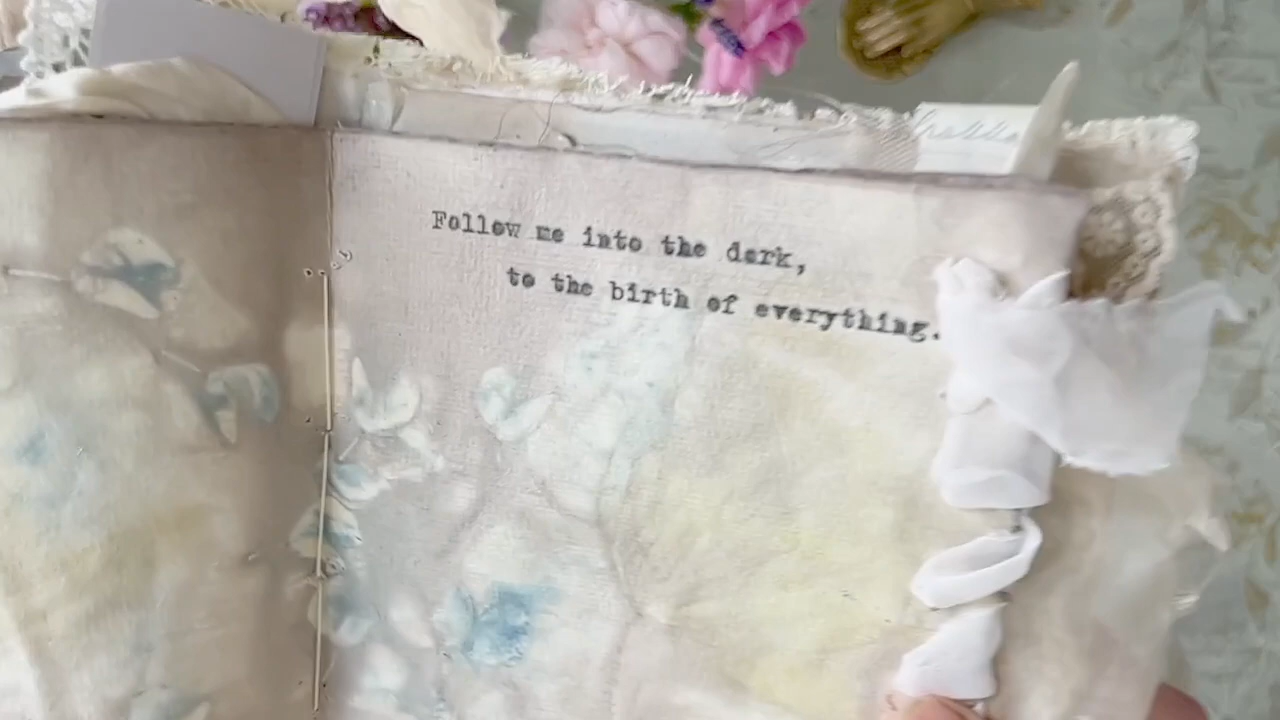 Follow me into the dark,
to the birth of everything.